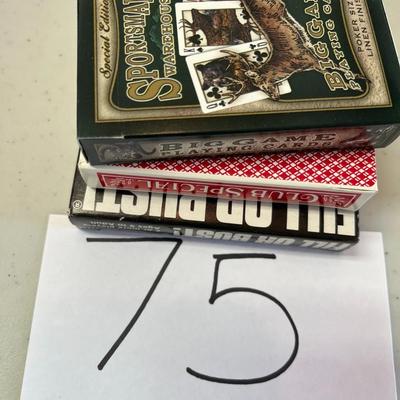 Special Edition
SPORTSMAN'S
WAREHOUSE
BIG GAME
PLAYING CARDS
POKER SIZE
LINEN FINISH
BIG GAME
PLAYING CARDS
CLUB SPECIAL
FILL OR BUST!®
FILL OR BUST!®
75